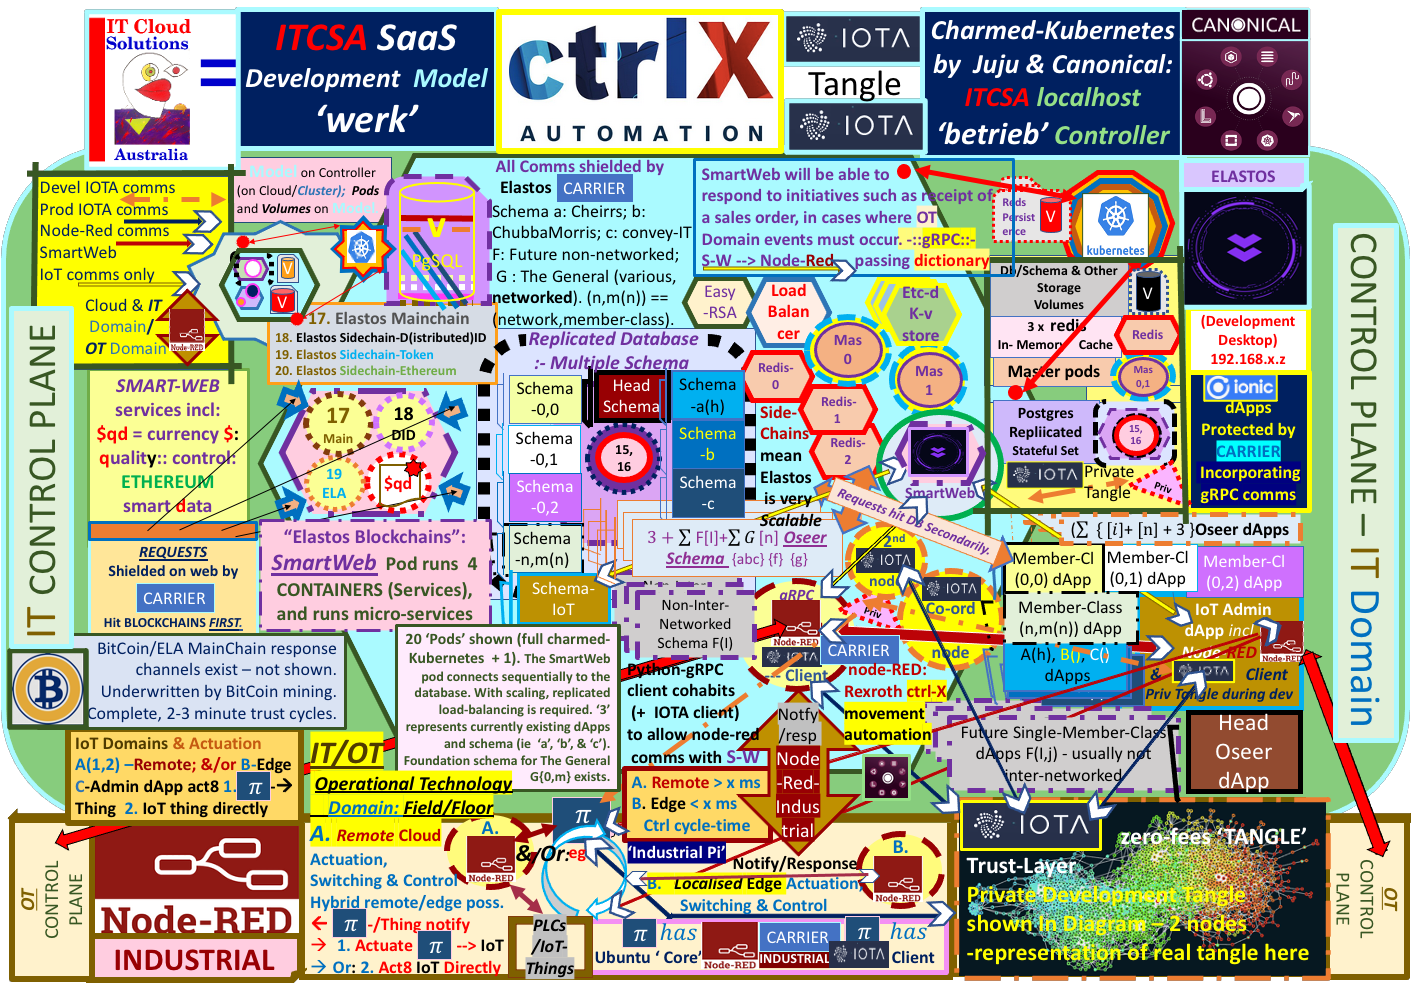 IT Cloud
Solutions
Australia
=
ITCSA SaaS
Development Model
‘werk’
ctrlX
AUTOMATION
IOTA
Tangle
IOTA
Charmed-Kubernetes
by Juju & Canonical:
ITCSA localhost
‘betrieb’ Controller
CANONICAL
Devel IOTA comms
Prod IOTA comms
Node-Red comms
SmartWeb
IoT comms only
Cloud & IT
Domain/
OT Domain
Node-RED
Model on Controller
(on Cloud/Cluster); Pods
and Volumes on Model
V
V
V
PgSQL
All Comms shielded by
Elastos CARRIER
Schema a: Cheirrs; b:
ChubbaMorris; c: convey-IT
F: Future non-networked;
G : The General (various,
networked). (n,m(n)) ==
(network,member-class).
SmartWeb will be able to
respond to initiatives such as receipt of
a sales order, in cases where OT
Domain events must occur. -::gRPC::-
S-W --> Node-Red, passing dictionary
Reds
Persist
ence
V
kubernetes
ELASTOS
17. Elastos Mainchain
18. Elastos Sidechain-D(istributed)ID
19. Elastos Sidechain-Token
20. Elastos Sidechain-Ethereum
Easy
-RSA
Load
Balan
cer
Etc-d
K-v
store
Db/Schema & Other
Storage
Volumes
V
3 x redis
In- Memory Cache
Redis
Master pods
Mas
0,1
Postgres
Repliicated
Stateful Set
15,
16
IOTA Private
Tangle
Priv
(Development
Desktop)
192.168.x.z
ionic
dApps
Protected by
CARRIER
Incorporating
gRPC comms
IT CONTROL PLANE
CONTROL PLANE – IT Domain
SMART-WEB
services incl:
$qd = currency $:
quality:: control:
ETHEREUM
smart data
17
Main
18
DID
19
ELA
$qd
Replicated Database
:- Multiple Schema
Schema
-0,0
Head
Schema
Schema
-a(h)
Schema
-0,1
15,
16
Schema
-b
Schema
-0,2
Schema
-c
Schema
-n,m(n)
Schema-
IoT
Mas
0
Mas
1
Redis-
0
Redis-
1
Redis-
2
Side-
Chains
mean
Elastos
is very
Scalable
SmartWeb
Requests hit DB Secondarily.
REQUESTS
Shielded on web by
CARRIER
Hit BLOCKCHAINS FIRST.
“Elastos Blockchains”:
SmartWeb Pod runs 4
CONTAINERS (Services),
and runs micro-services
3 + ∑ F[I]+∑ G [n] Oseer
Schema {abc} {f} {g}
(∑ { [i]+ [n] + 3 }Oseer dApps
Member-Cl
(0,0) dApp
Member-Cl
(0,1) dApp
Member-Cl
(0,2) dApp
Member-Class
(n,m(n)) dApp
A(h), B(), C()
dApps
IoT Admin
dApp incl
Node-RED
& IOTA Client
Priv Tangle during dev
Node-RED
2nd
IOTA
node
IOTA
Co-ord
node
Priv
gRPC
Node-RED
IOTA
Client
CARRIER
Non-Inter-
Networked
Schema F(I)
BitCoin/ELA MainChain response
channels exist – not shown.
Underwritten by BitCoin mining.
Complete, 2-3 minute trust cycles.
20 ‘Pods’ shown (full charmed-
Kubernetes + 1). The SmartWeb
pod connects sequentially to the
database. With scaling, replicated
load-balancing is required. ‘3’
represents currently existing dApps
and schema (ie ‘a’, ‘b’, & ‘c’).
Foundation schema for The General
G{0,m} exists.
Python-gRPC
client cohabits
(+ IOTA client)
to allow node-red
comms with S-W
node-RED:
Rexroth ctrl-X
movement
automation
Future Single-Member-Class
dApps F(I,j) - usually not
inter-networked
Head
Oseer
dApp
IoT Domains & Actuation
A(1,2) –Remote; &/or B-Edge
C-Admin dApp act8 1. π -→
Thing 2. IoT thing directly
IT/OT
Operational Technology
Domain: Field/Floor
A. Remote > x ms
B. Edge < x ms
Ctrl cycle-time
Notfy
/resp
Node
-Red-
Indus
trial
OT
CONTROL
PLANE
Node-RED
INDUSTRIAL
A. Remote Cloud
Actuation,
Switching & Control
Hybrid remote/edge poss.
← π -/Thing notify
→ 1. Actuate π --> IoT
→ Or: 2. Act8 IoT Directly
A.
Node-RED
& Or:
π
‘Industrial Pi’
Notify/Response
B. Localised Edge Actuation,
Switching & Control
B.
Node-RED
PLCs
/IoT-
Things
π has
Ubuntu ‘ Core’
Node-RED
CARRIER
INDUSTRIAL
π has
IOTA Client
IOTA
zero-fees ‘TANGLE’
Trust-Layer
Private Development Tangle
shown In Diagram – 2 nodes
-representation of real tangle here
OT
CONTROL
PLANE